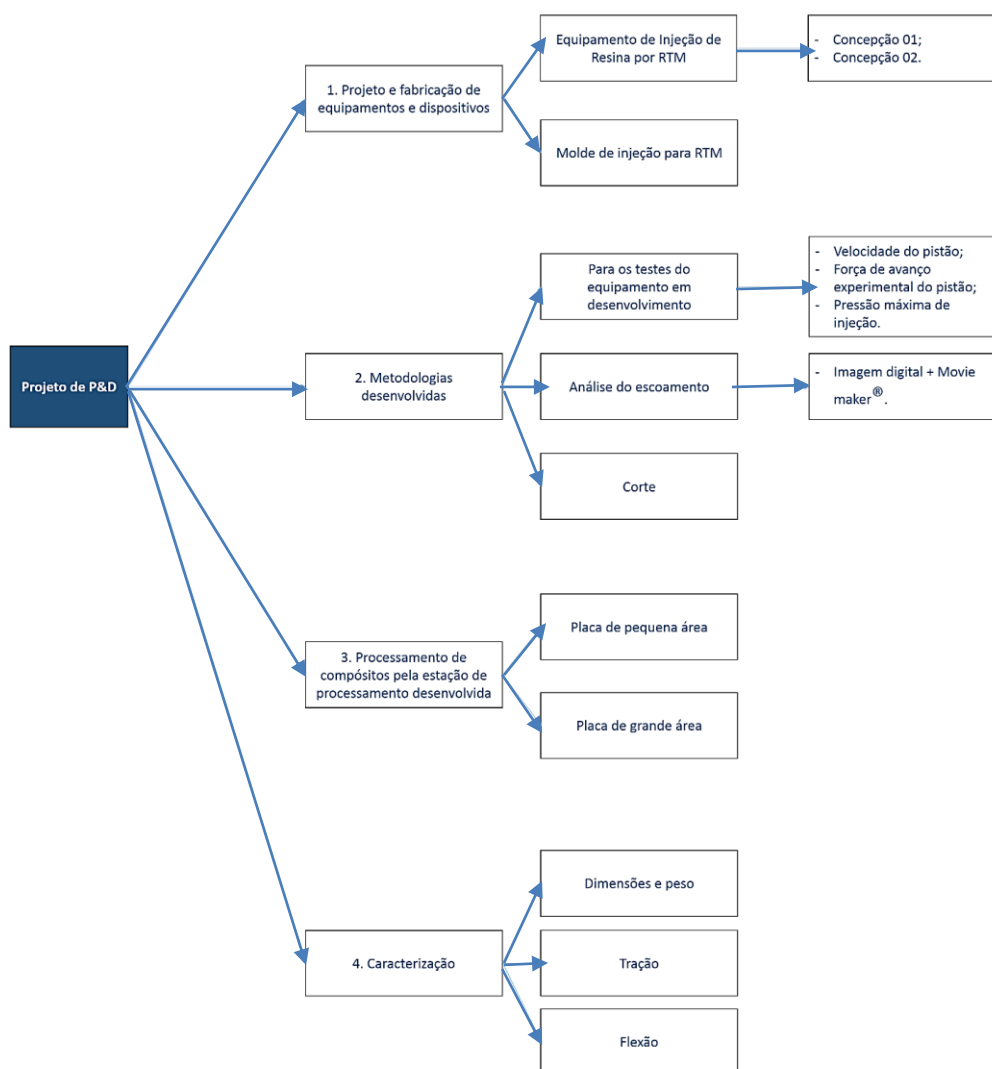 Projeto de P&D
1. Projeto e fabricação de
equipamentos e dispositivos
Equipamento de Injeção de
Resina por RTM
- Concepção 01;
- Concepção 02.
Molde de injeção para RTM
2. Metodologias
desenvolvidas
Para os testes do
equipamento em
desenvolvimento
- Velocidade do pistão;
- Força de avanço
experimental do pistão;
- Pressão máxima de
injeção.
Análise do escoamento
- Imagem digital + Movie
maker®.
Corte
3. Processamento de
compósitos pela estação de
processamento desenvolvida
Placa de pequena área
Placa de grande área
4. Caracterização
Dimensões e peso
Tração
Flexão